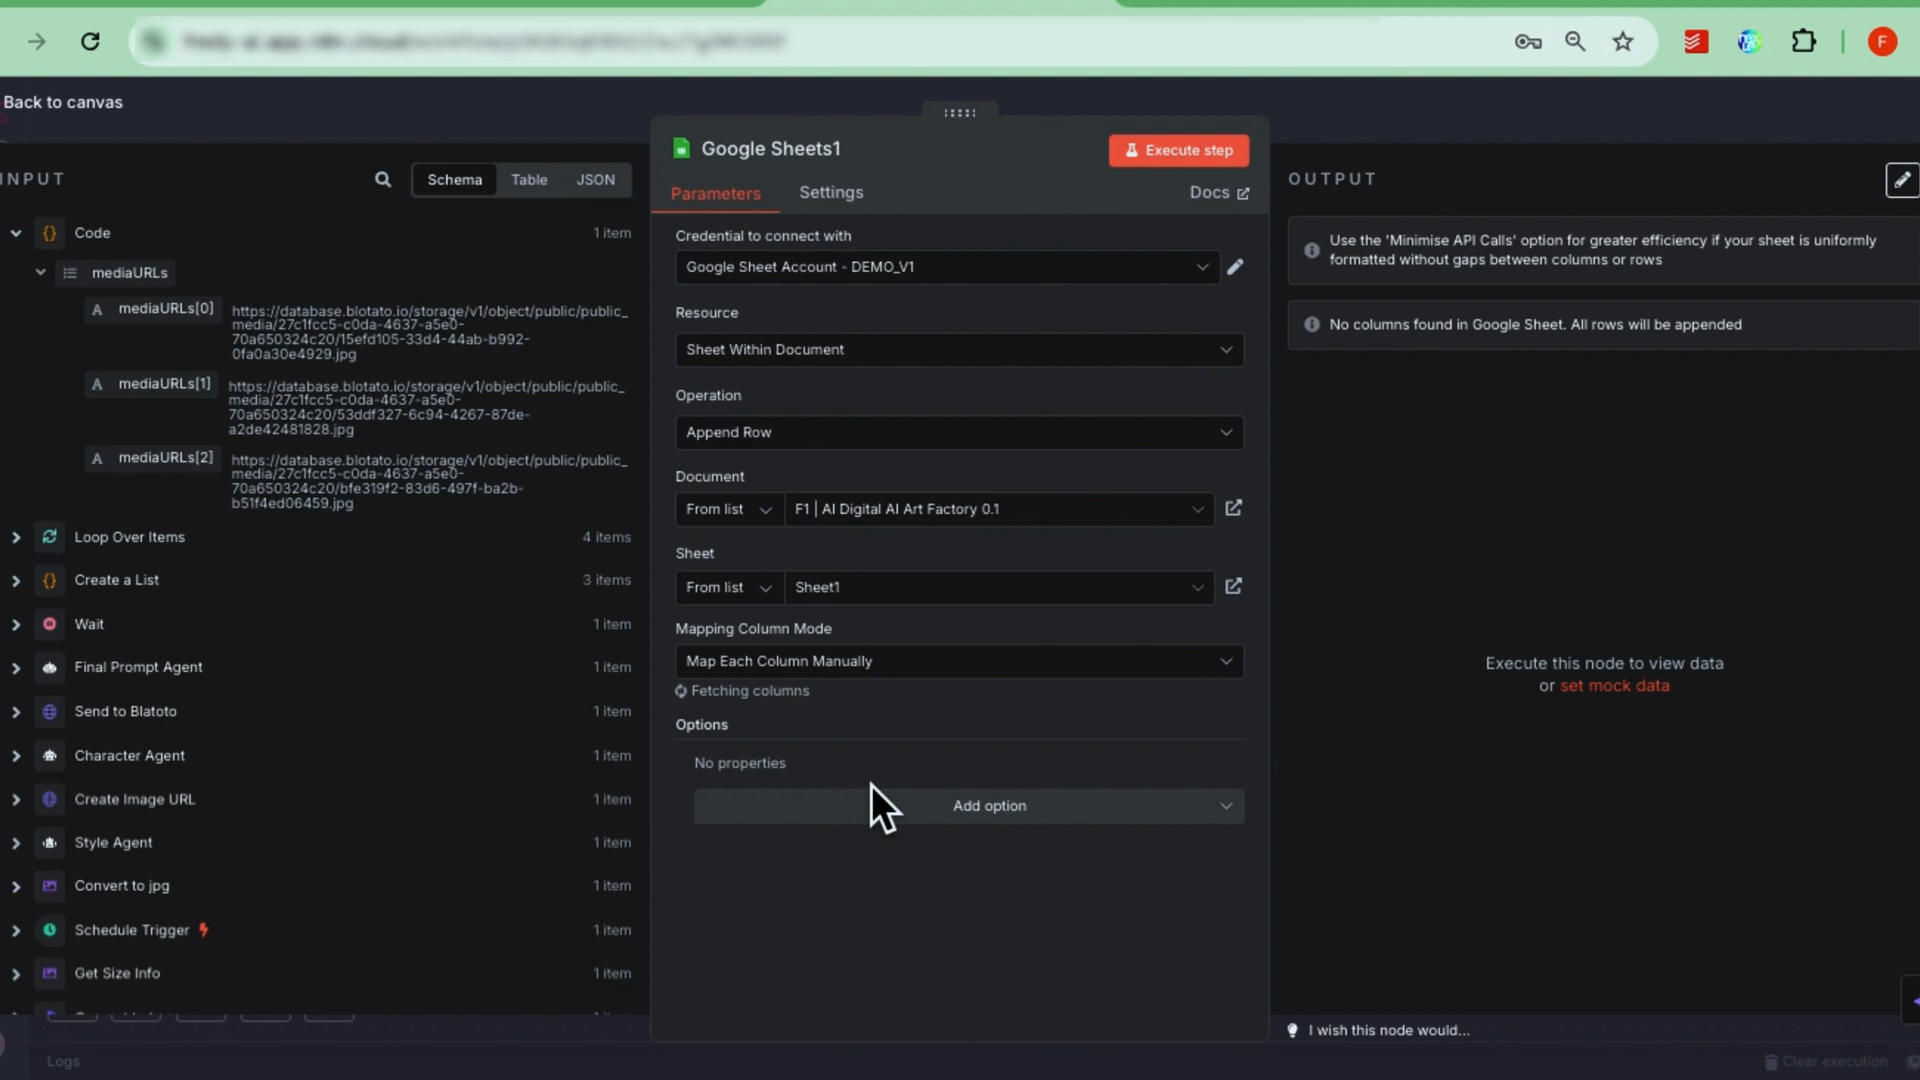 F
Back to canvas
INPUT
Schema
Table
JSON
Code
1 item
mediaURLs
A
mediaURLs[0]
https://database.blotato.io/storage/v1/object/public/public_
media/27c1fcc5-c0da-4637-a5e0-
70a650324c20/15efd105-33d4-44ab-b992-
0fa0a30e4929.jpg
A
mediaURLs[1]
https://database.blotato.io/storage/v1/object/public/public_
media/27c1fcc5-c0da-4637-a5e0-
70a650324c20/53ddf327-6c94-4267-87de-
a2de42481828.jpg
A
mediaURLs[2]
https://database.blotato.io/storage/v1/object/public/public_
media/27c1fcc5-c0da-4637-a5e0-
70a650324c20/bfe319f2-83d6-497f-ba2b-
b51f4ed06459.jpg
Loop Over Items
4 items
Create a List
3 items
Wait
1 item
Final Prompt Agent
1 item
Send to Blatoto
1 item
Character Agent
1 item
Create Image URL
1 item
Style Agent
1 item
Convert to jpg
1 item
Schedule Trigger
1 item
Get Size Info
1 item
Logs
Google Sheets1
Execute step
Parameters
Settings
Docs
Credential to connect with
Google Sheet Account - DEMO_V1
Resource
Sheet Within Document
Operation
Append Row
Document
From list
F1 | AI Digital AI Art Factory 0.1
Sheet
From list
Sheet1
Mapping Column Mode
Map Each Column Manually
Fetching columns
Options
No properties
Add option
OUTPUT
Use the 'Minimise API Calls' option for greater efficiency if your sheet is uniformly
formatted without gaps between columns or rows
No columns found in Google Sheet. All rows will be appended
Execute this node to view data
or set mock data
I wish this node would...
Clear execution